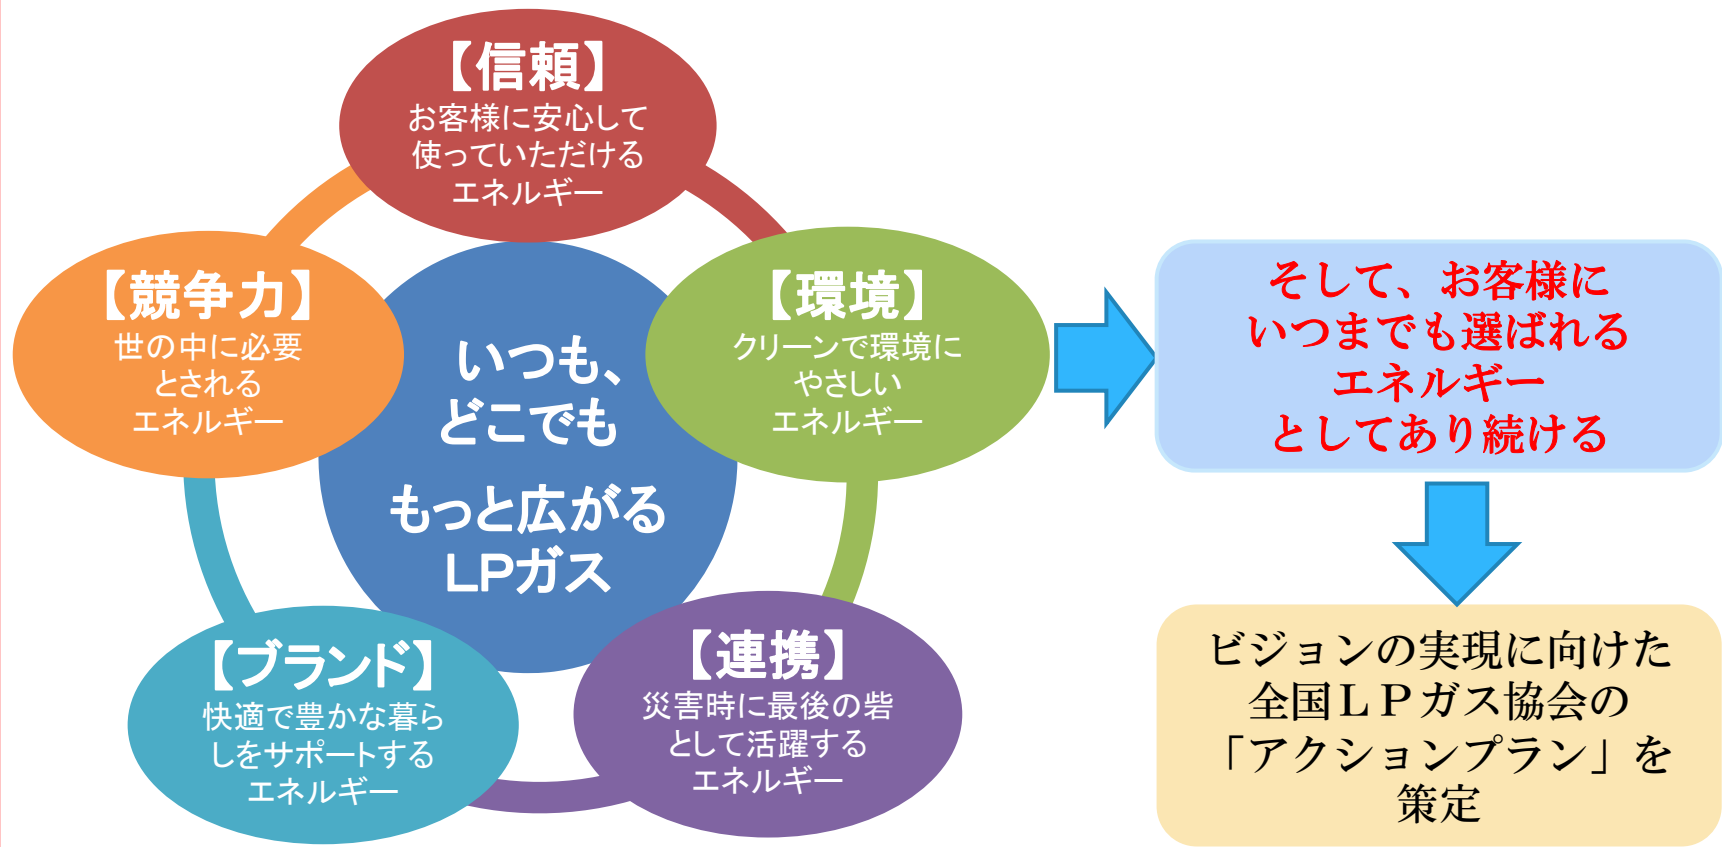 【信頼】
お客様に安心して
使っていただける
エネルギー
【競争力】
世の中に必要
とされる
エネルギー
【環境】
クリーンで環境に
やさしい
エネルギー
いつも、
どこでも
もっと広がる
LPガス
【ブランド】
快適で豊かな暮ら
しをサポートする
エネルギー
【連携】
災害時に最後の砦
として活躍する
エネルギー
そして、お客様に
いつまでも選ばれる
エネルギー
としてあり続ける
ビジョンの実現に向けた
全国ＬＰガス協会の
「アクションプラン」を
策定